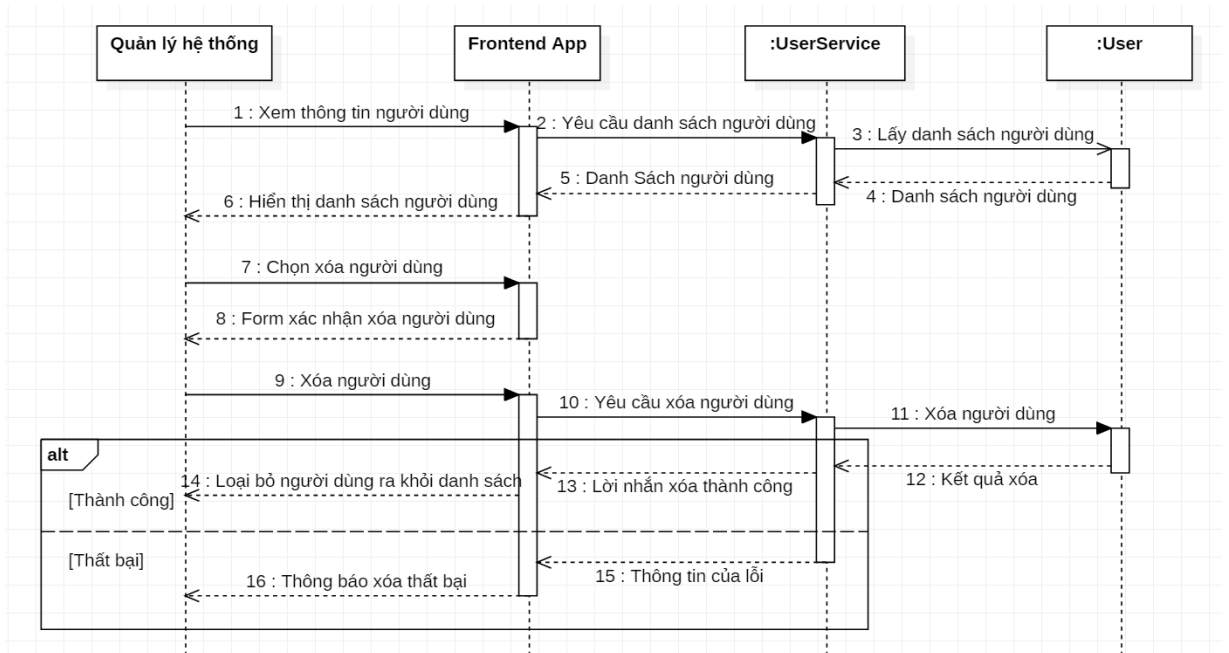 Quản lý hệ thống
Frontend App
:UserService
:User
1 : Xem thông tin người dùng
2 : Yêu cầu danh sách người dùng
3 : Lấy danh sách người dùng
5 : Danh Sách người dùng
4 : Danh sách người dùng
6 : Hiển thị danh sách người dùng
7 : Chọn xóa người dùng
8 : Form xác nhận xóa người dùng
9 : Xóa người dùng
10 : Yêu cầu xóa người dùng
11 : Xóa người dùng
alt
14 : Loại bỏ người dùng ra khỏi danh sách
13 : Lời nhắn xóa thành công
12 : Kết quả xóa
[Thành công]
[Thất bại]
15 : Thông tin của lỗi
16 : Thông báo xóa thất bại